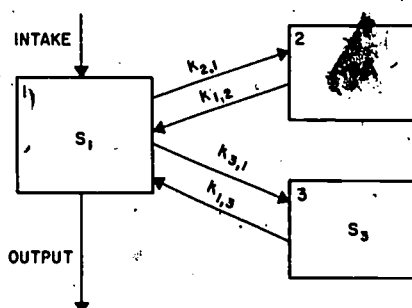 INTAKE
1
S₁
K₂,₁
K₁,₂
2
K₃,₁
K₁,₃
3
S₃
OUTPUT